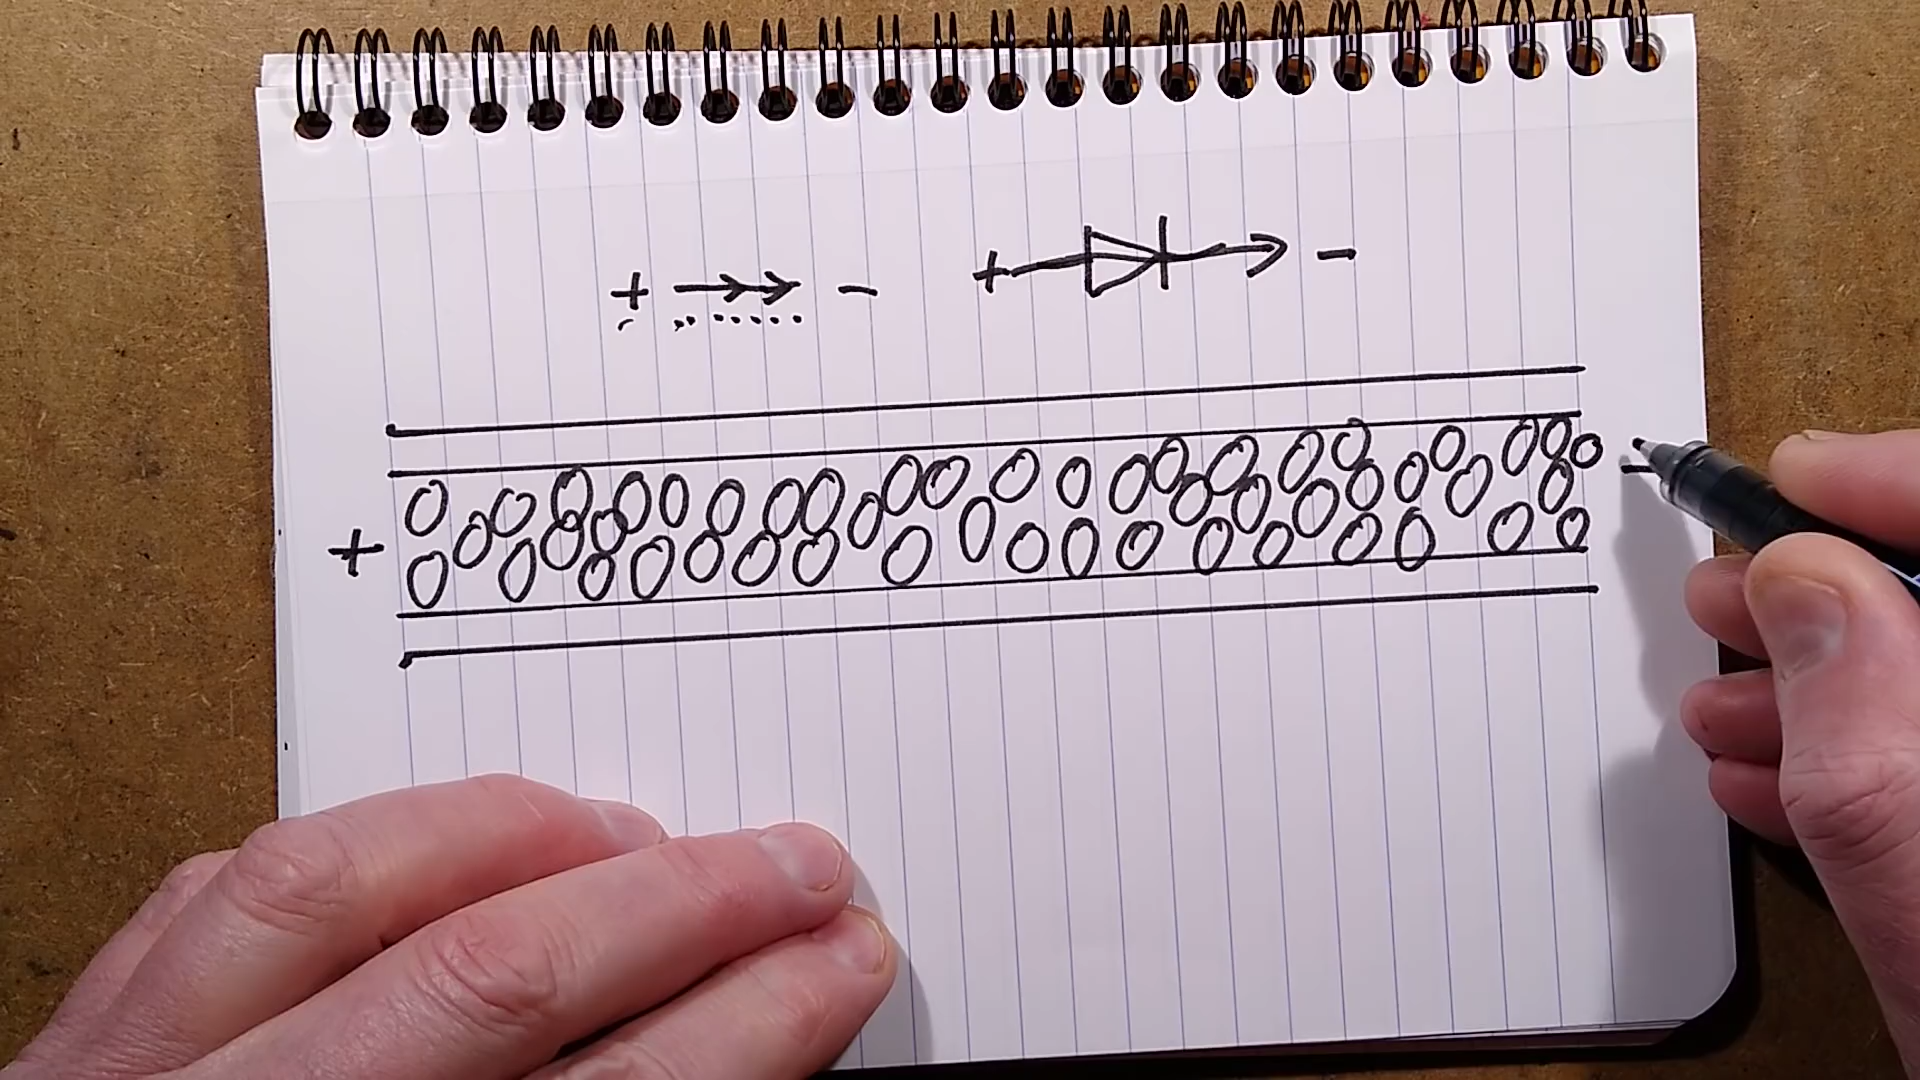 + - + -
+ -